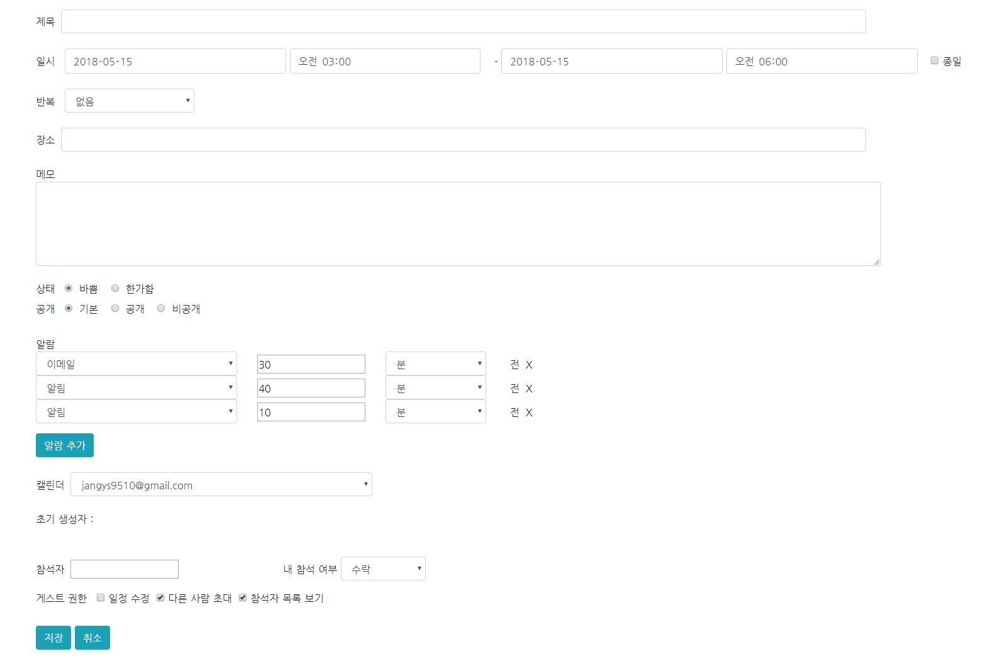 제목
일시 2018-05-15 오전 03:00 - 2018-05-15 오전 06:00 종일
반복 없음
장소
메모
상태 바쁨 한가함
공개 기본 공개 비공개
알람
이메일 30 분 전 X
알림 40 분 전 X
알림 10 분 전 X
알람 추가
캘린더 jangys9510@gmail.com
초기 생성자 :
참석자 내 참석 여부 수락
게스트 권한 일정 수정 다른 사람 초대 참석자 목록 보기
저장 취소